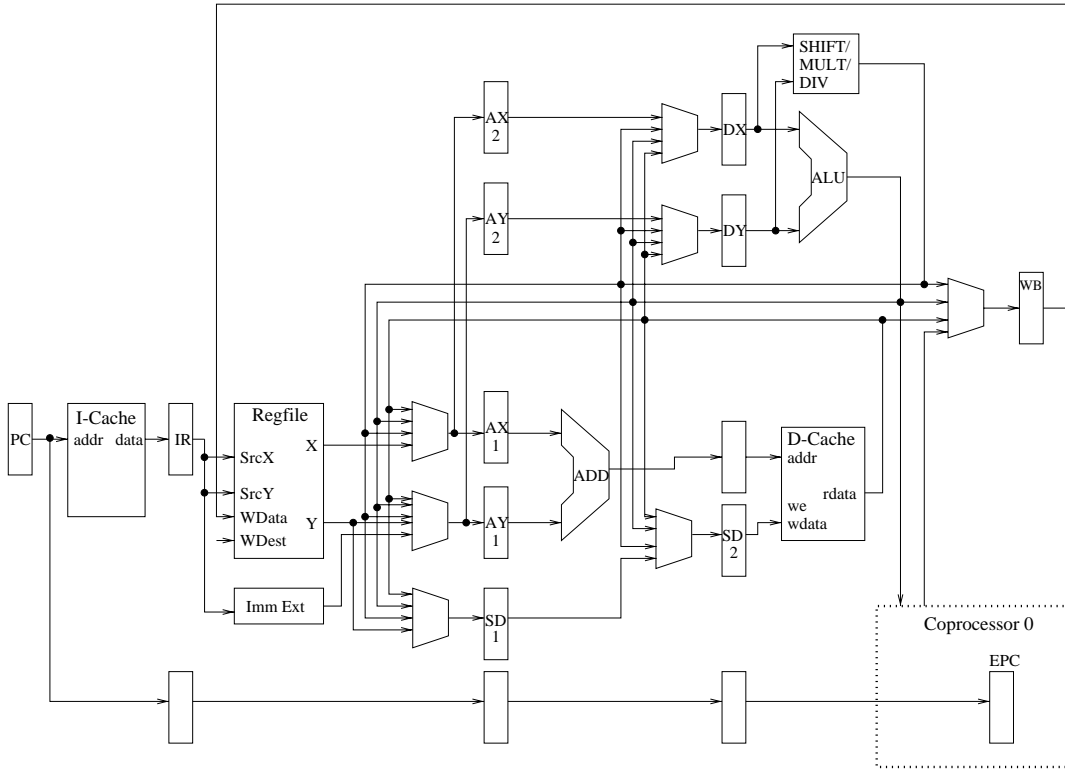 SHIFT/
MULT/
DIV
AX
2
DX
ALU
AY
2
DY
WB
PC
I-Cache
addr data
IR
Regfile
X
SrcX
SrcY
WData
Y
WDest
AX
1
ADD
AY
1
D-Cache
addr
rdata
we
wdata
SD
2
Imm Ext
SD
1
Coprocessor 0
EPC